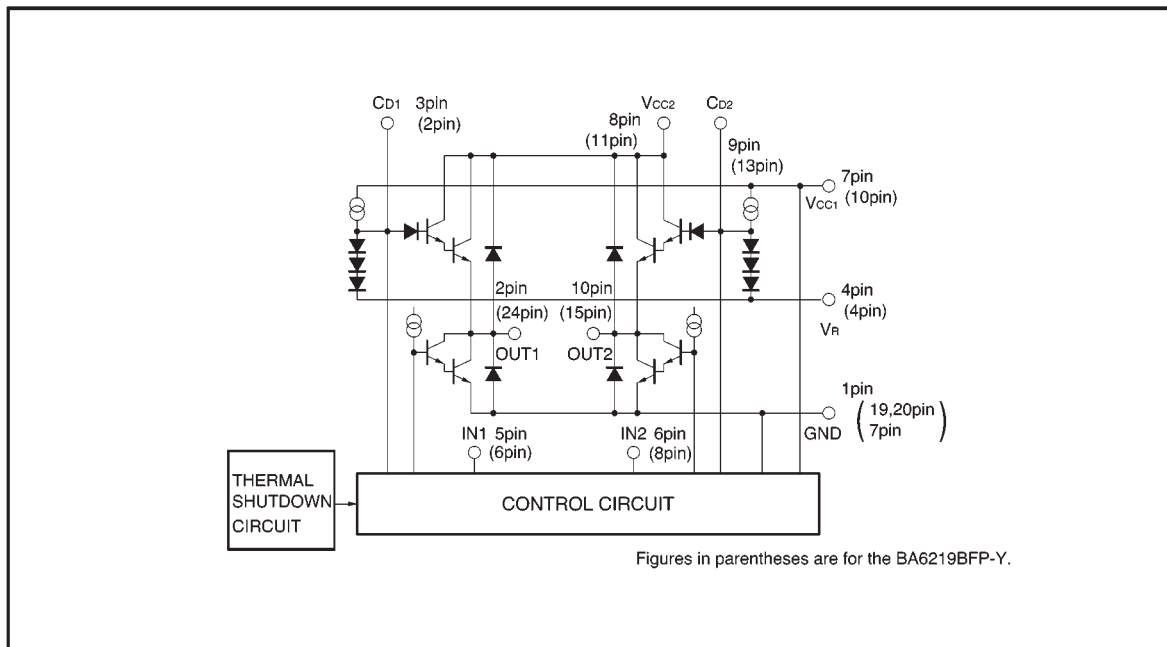 CD1 3pin
(2pin)
VCC2
8pin
(11pin)
CD2
9pin
(13pin)
7pin
(10pin)
VCC1
2pin
(24pin)
10pin
(15pin)
4pin
(4pin)
VR
OUT1
OUT2
1pin
(19,20pin
7pin)
GND
IN1 5pin
(6pin)
IN2 6pin
(8pin)
THERMAL
SHUTDOWN
CIRCUIT
CONTROL CIRCUIT
Figures in parentheses are for the BA6219BFP-Y.